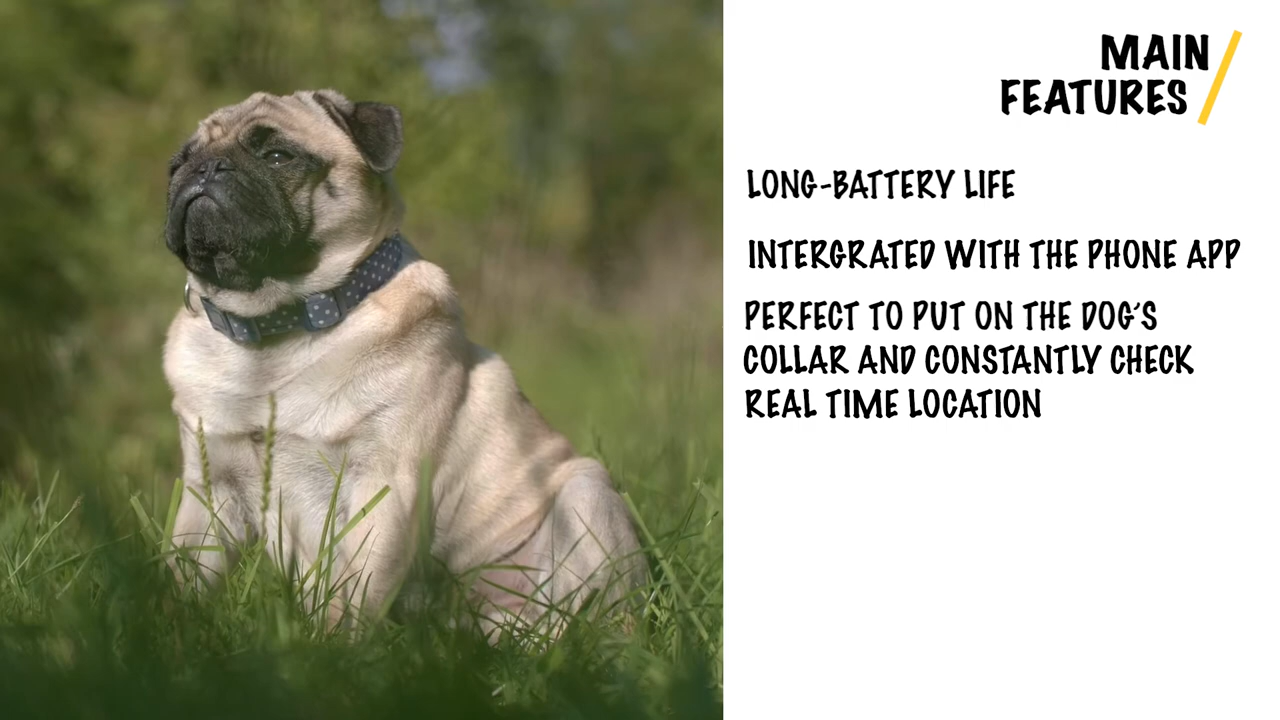 MAIN
FEATURES
LONG-BATTERY LIFE
INTERGRATED WITH THE PHONE APP
PERFECT TO PUT ON THE DOG'S
COLLAR AND CONSTANTLY CHECK
REAL TIME LOCATION